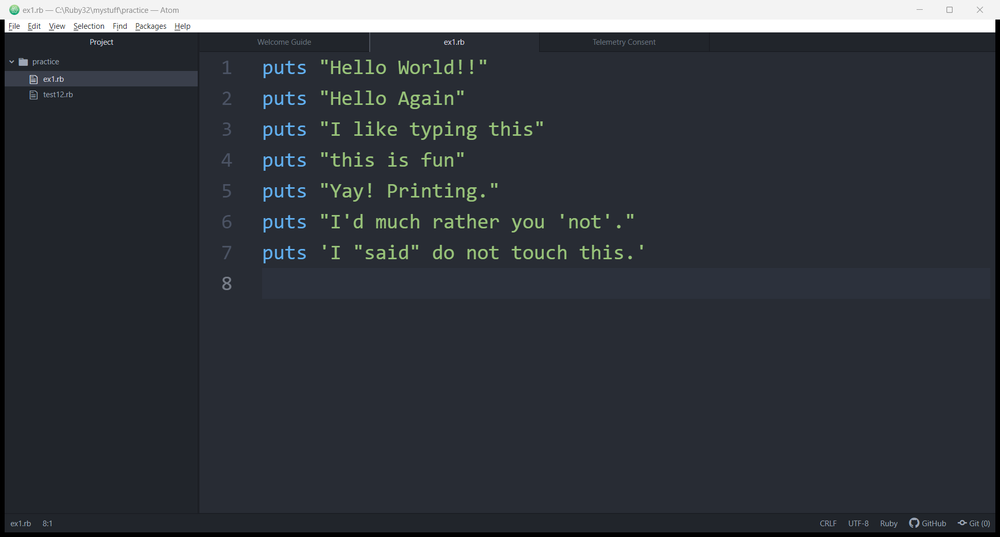 ex1.rb — C:\Ruby32\mystuff\practice — Atom
File Edit View Selection Find Packages Help
Project
Welcome Guide
ex1.rb
Telemetry Consent
practice
ex1.rb
test12.rb
1 puts "Hello World!!"
2 puts "Hello Again"
3 puts "I like typing this"
4 puts "this is fun"
5 puts "Yay! Printing."
6 puts "I'd much rather you 'not'."
7 puts 'I "said" do not touch this.'
8
ex1.rb 8:1
CRLF UTF-8 Ruby GitHub Git (0)